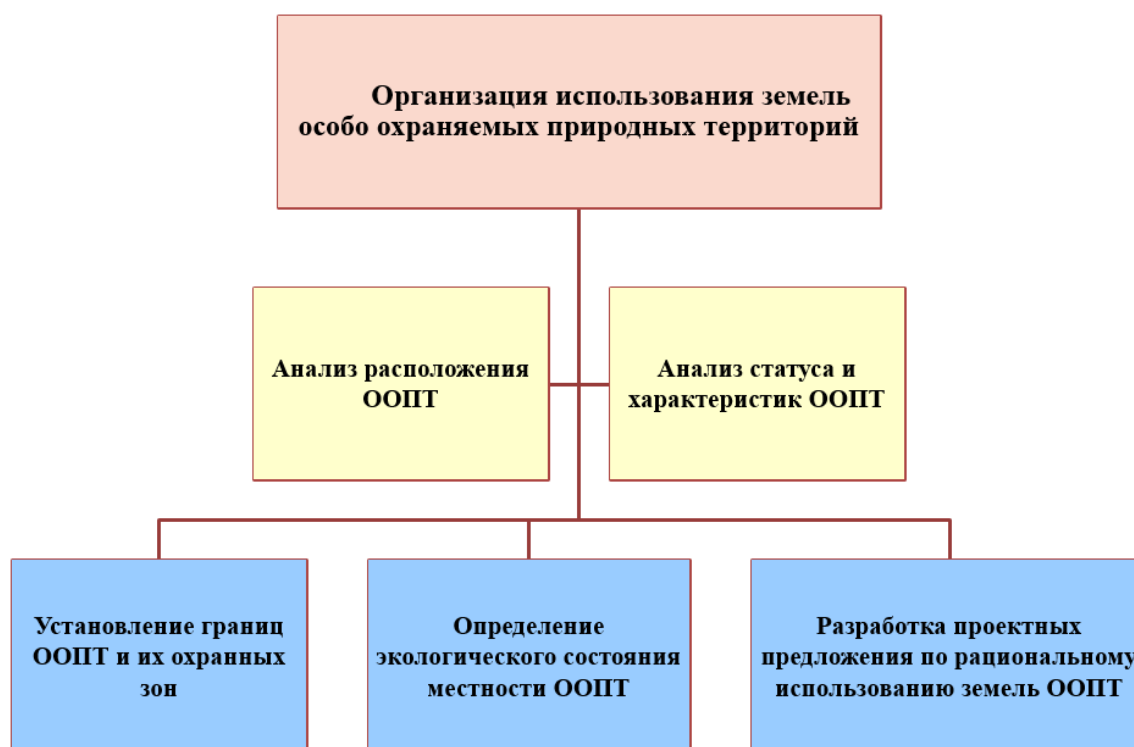 Организация использования земель
особо охраняемых природных территорий
Анализ расположения
ООПТ
Анализ статуса и
характеристик ООПТ
Установление границ
ООПТ и их охранных
зон
Определение
экологического состояния
местности ООПТ
Разработка проектных
предложения по рациональному
использованию земель ООПТ